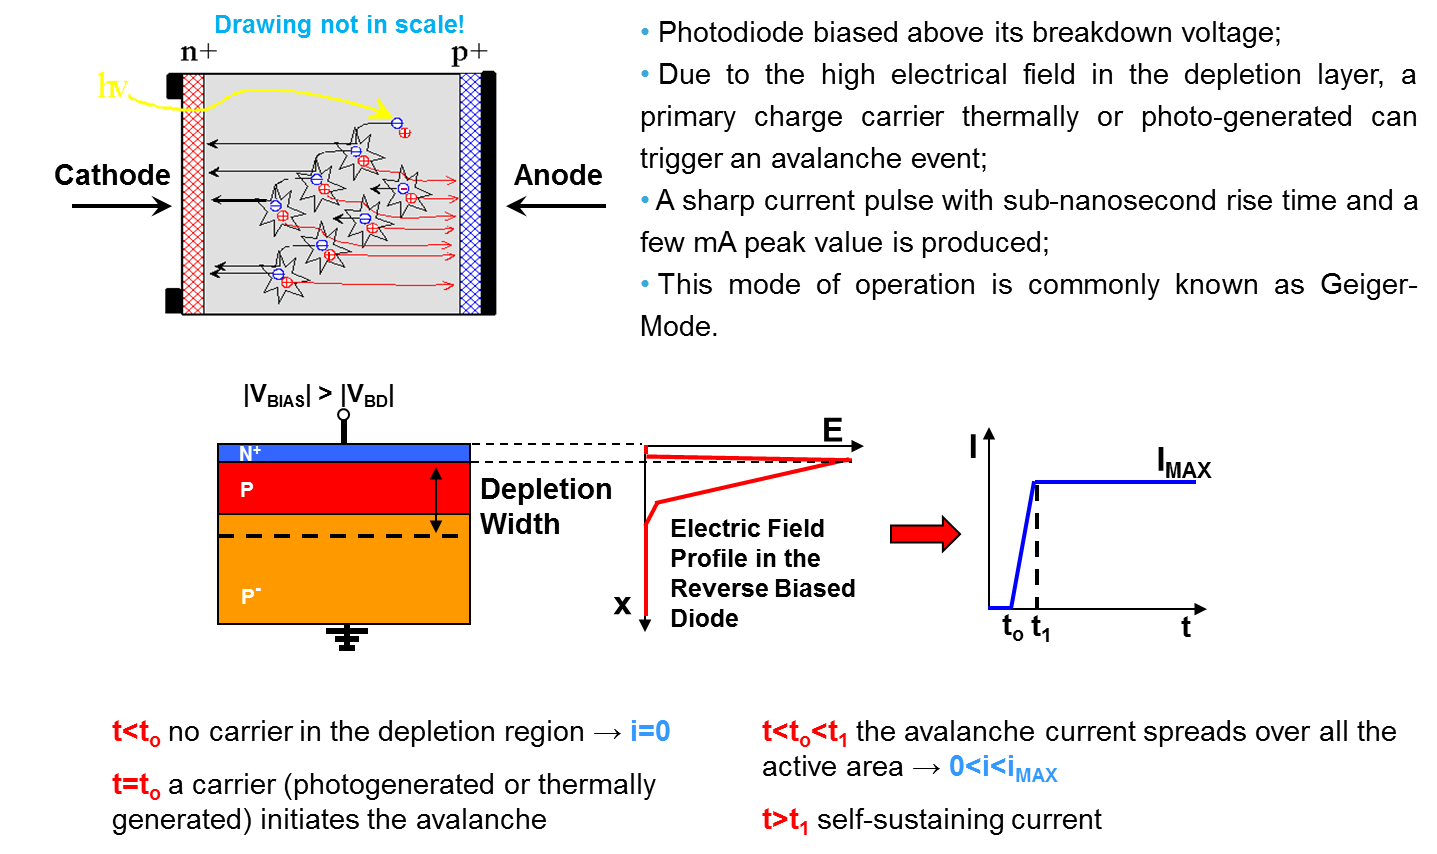 Drawing not in scale!
n+
p+
hν
Cathode
Anode
• Photodiode biased above its breakdown voltage;
• Due to the high electrical field in the depletion layer, a
primary charge carrier thermally or photo-generated can
trigger an avalanche event;
• A sharp current pulse with sub-nanosecond rise time and a
few mA peak value is produced;
• This mode of operation is commonly known as Geiger-
Mode.
|VBIAS| > |VBD|
N+
P
P-
Depletion
Width
E
x
Electric Field
Profile in the
Reverse Biased
Diode
I
IMAX
to t1
t
t<to no carrier in the depletion region → i=0
t=to a carrier (photogenerated or thermally
generated) initiates the avalanche
t<to<t1 the avalanche current spreads over all the
active area → 0<i<iMAX
t>t1 self-sustaining current